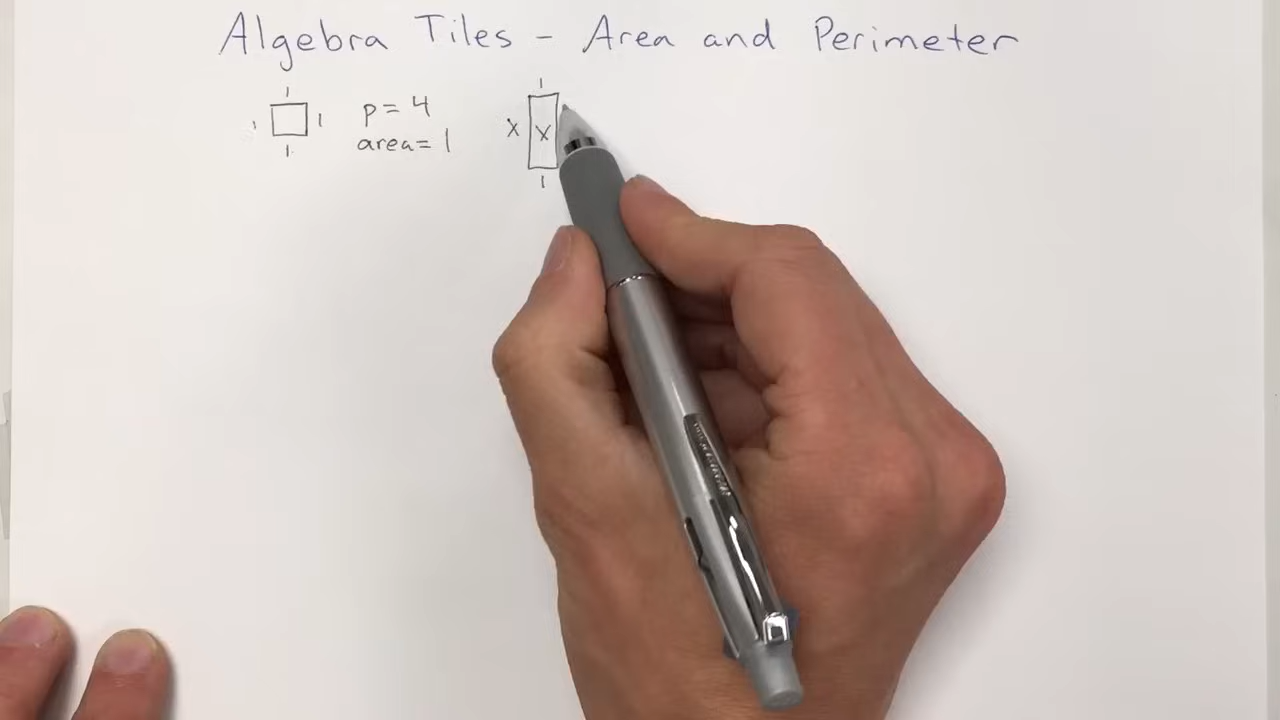 Algebra Tiles - Area and Perimeter
1
1 1
1
p = 4
area = 1
1
x x
1